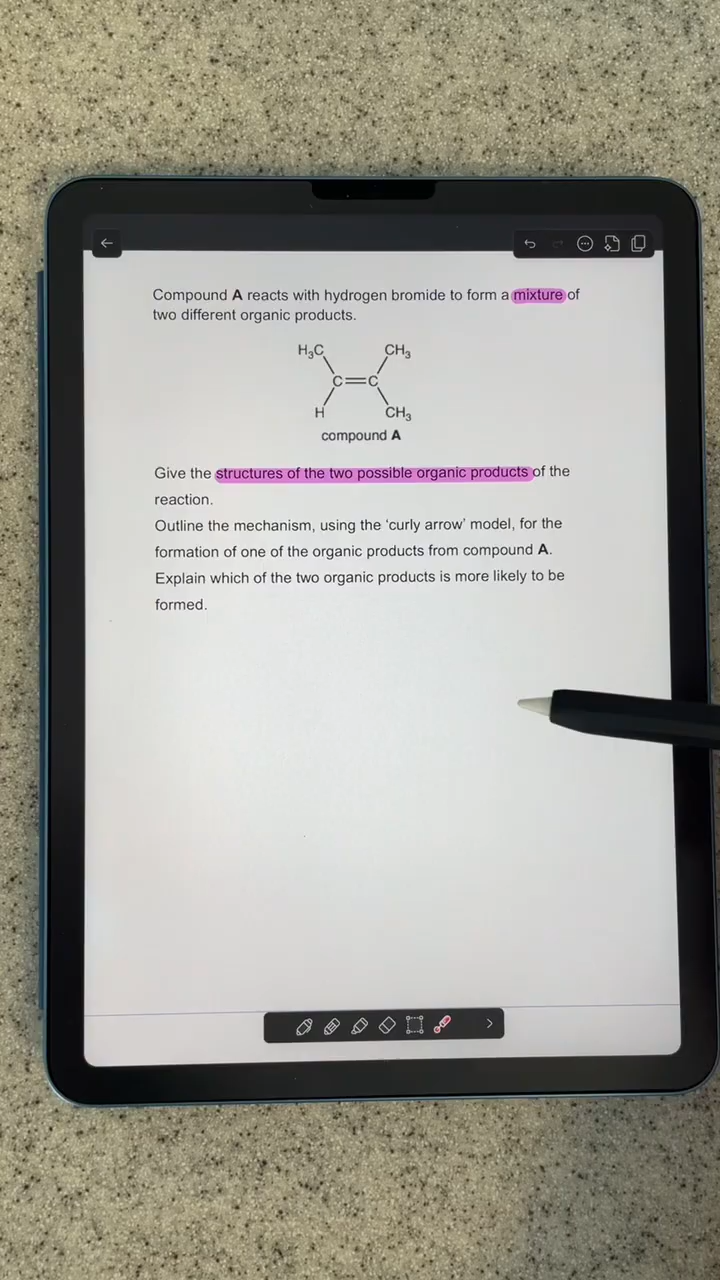 Compound A reacts with hydrogen bromide to form a mixture of
two different organic products.
H₃C CH₃
C=C
H CH₃
compound A
Give the structures of the two possible organic products of the
reaction.
Outline the mechanism, using the ‘curly arrow’ model, for the
formation of one of the organic products from compound A.
Explain which of the two organic products is more likely to be
formed.